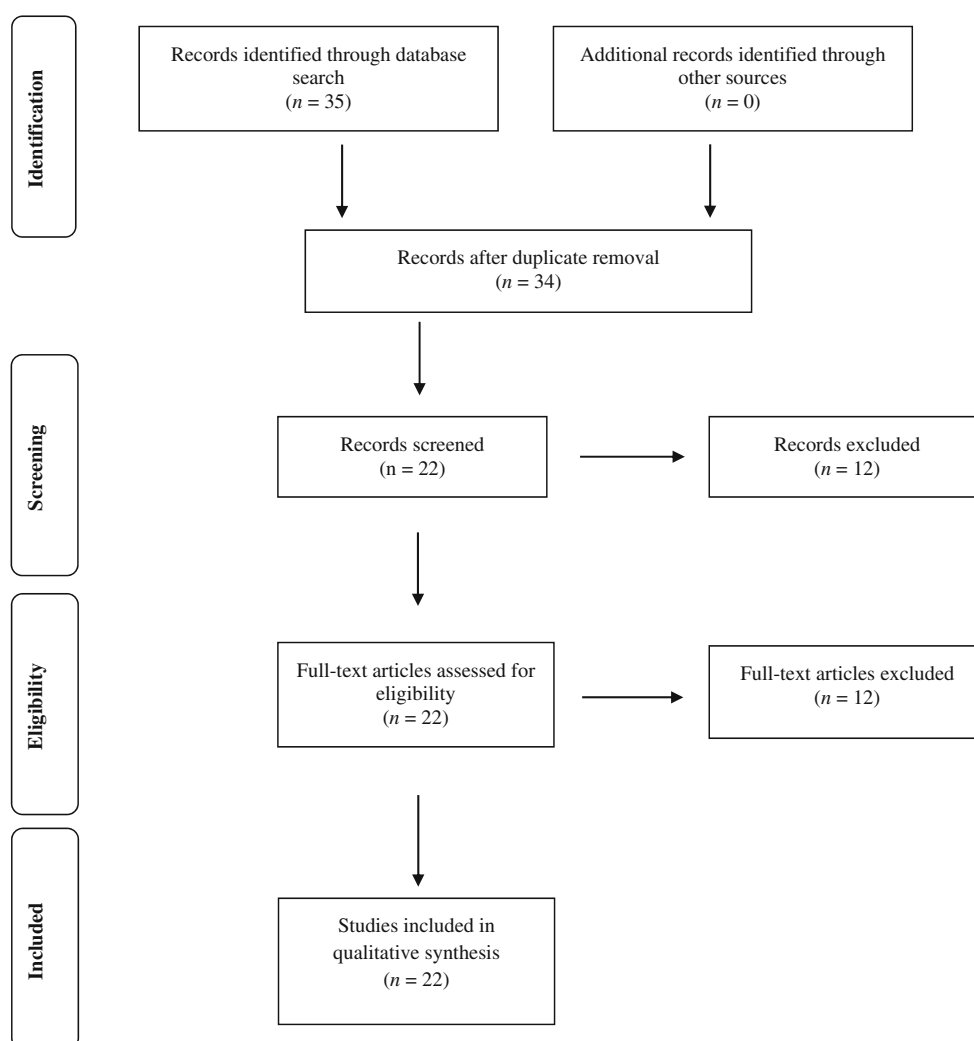 Identification
Records identified through database
search
(n = 35)
Additional records identified through
other sources
(n = 0)
Records after duplicate removal
(n = 34)
Screening
Records screened
(n = 22)
Records excluded
(n = 12)
Eligibility
Full-text articles assessed for
eligibility
(n = 22)
Full-text articles excluded
(n = 12)
Included
Studies included in
qualitative synthesis
(n = 22)